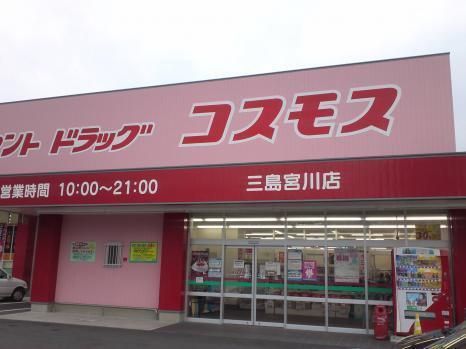 ント ドラッグ コスモス
営業時間 10:00～21:00 三島宮川店